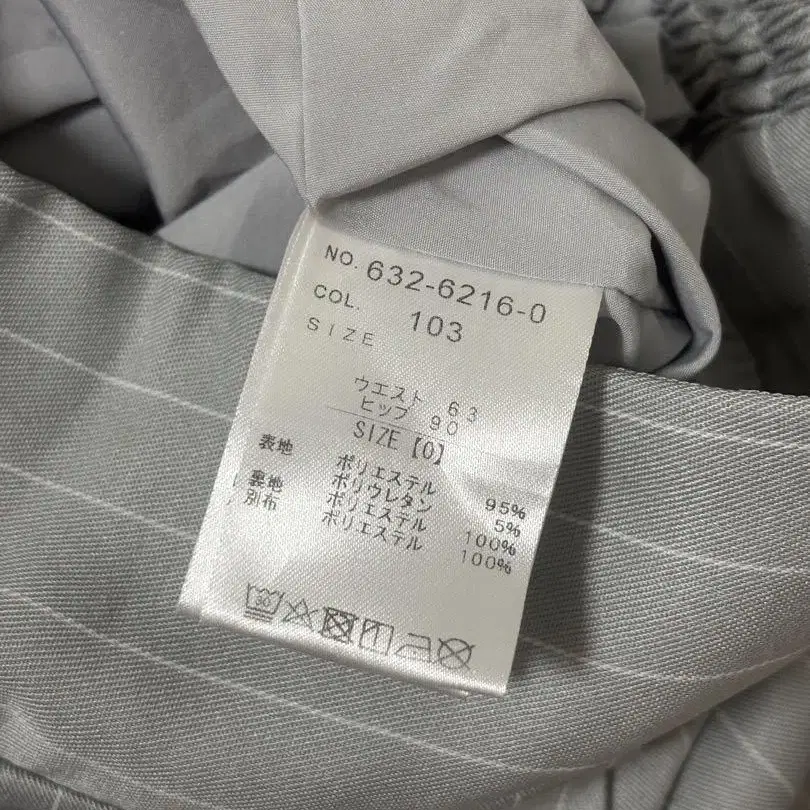 NO. 632-6216-0
COL. 103
SIZE
ウエスト 63
ヒップ 90
SIZE【0】
表地 ポリエステル 95%
ポリウレタン 5%
裏地 ポリエステル 100%
別布 ポリエステル 100%